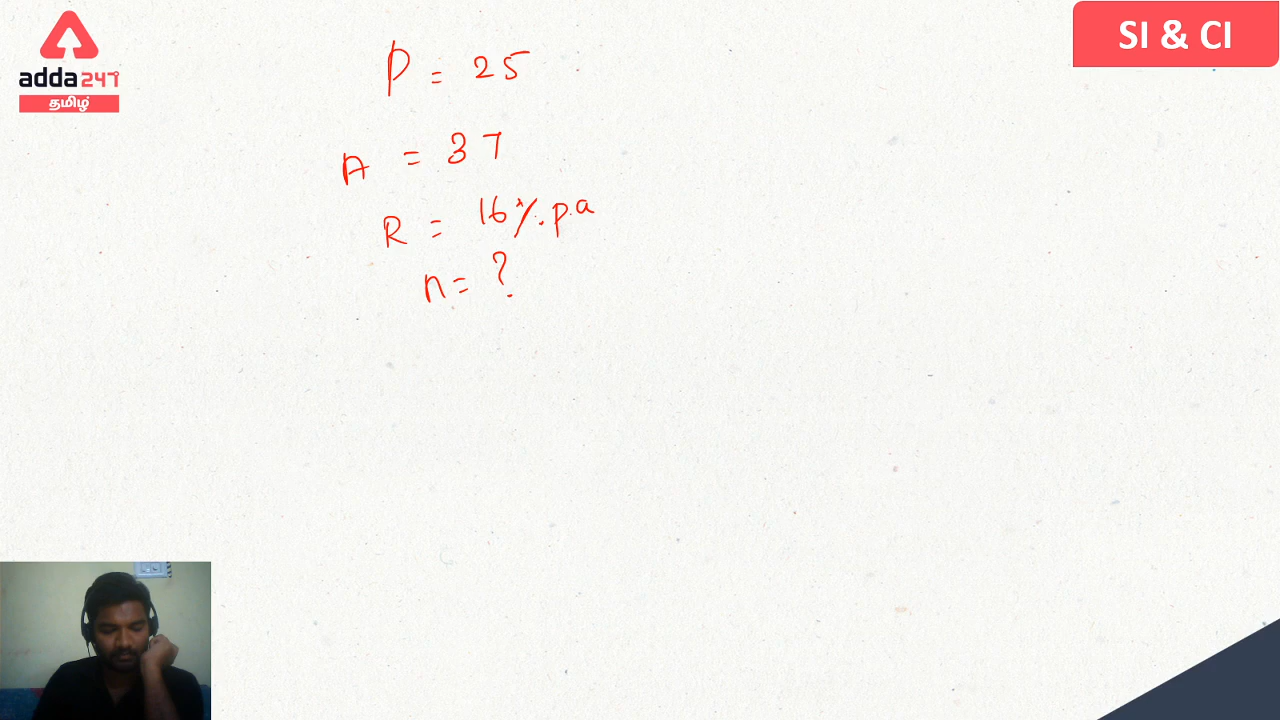 SI & CI
adda247
தமிழ்
P = 25
A = 37
R = 16%.p.a
n = ?